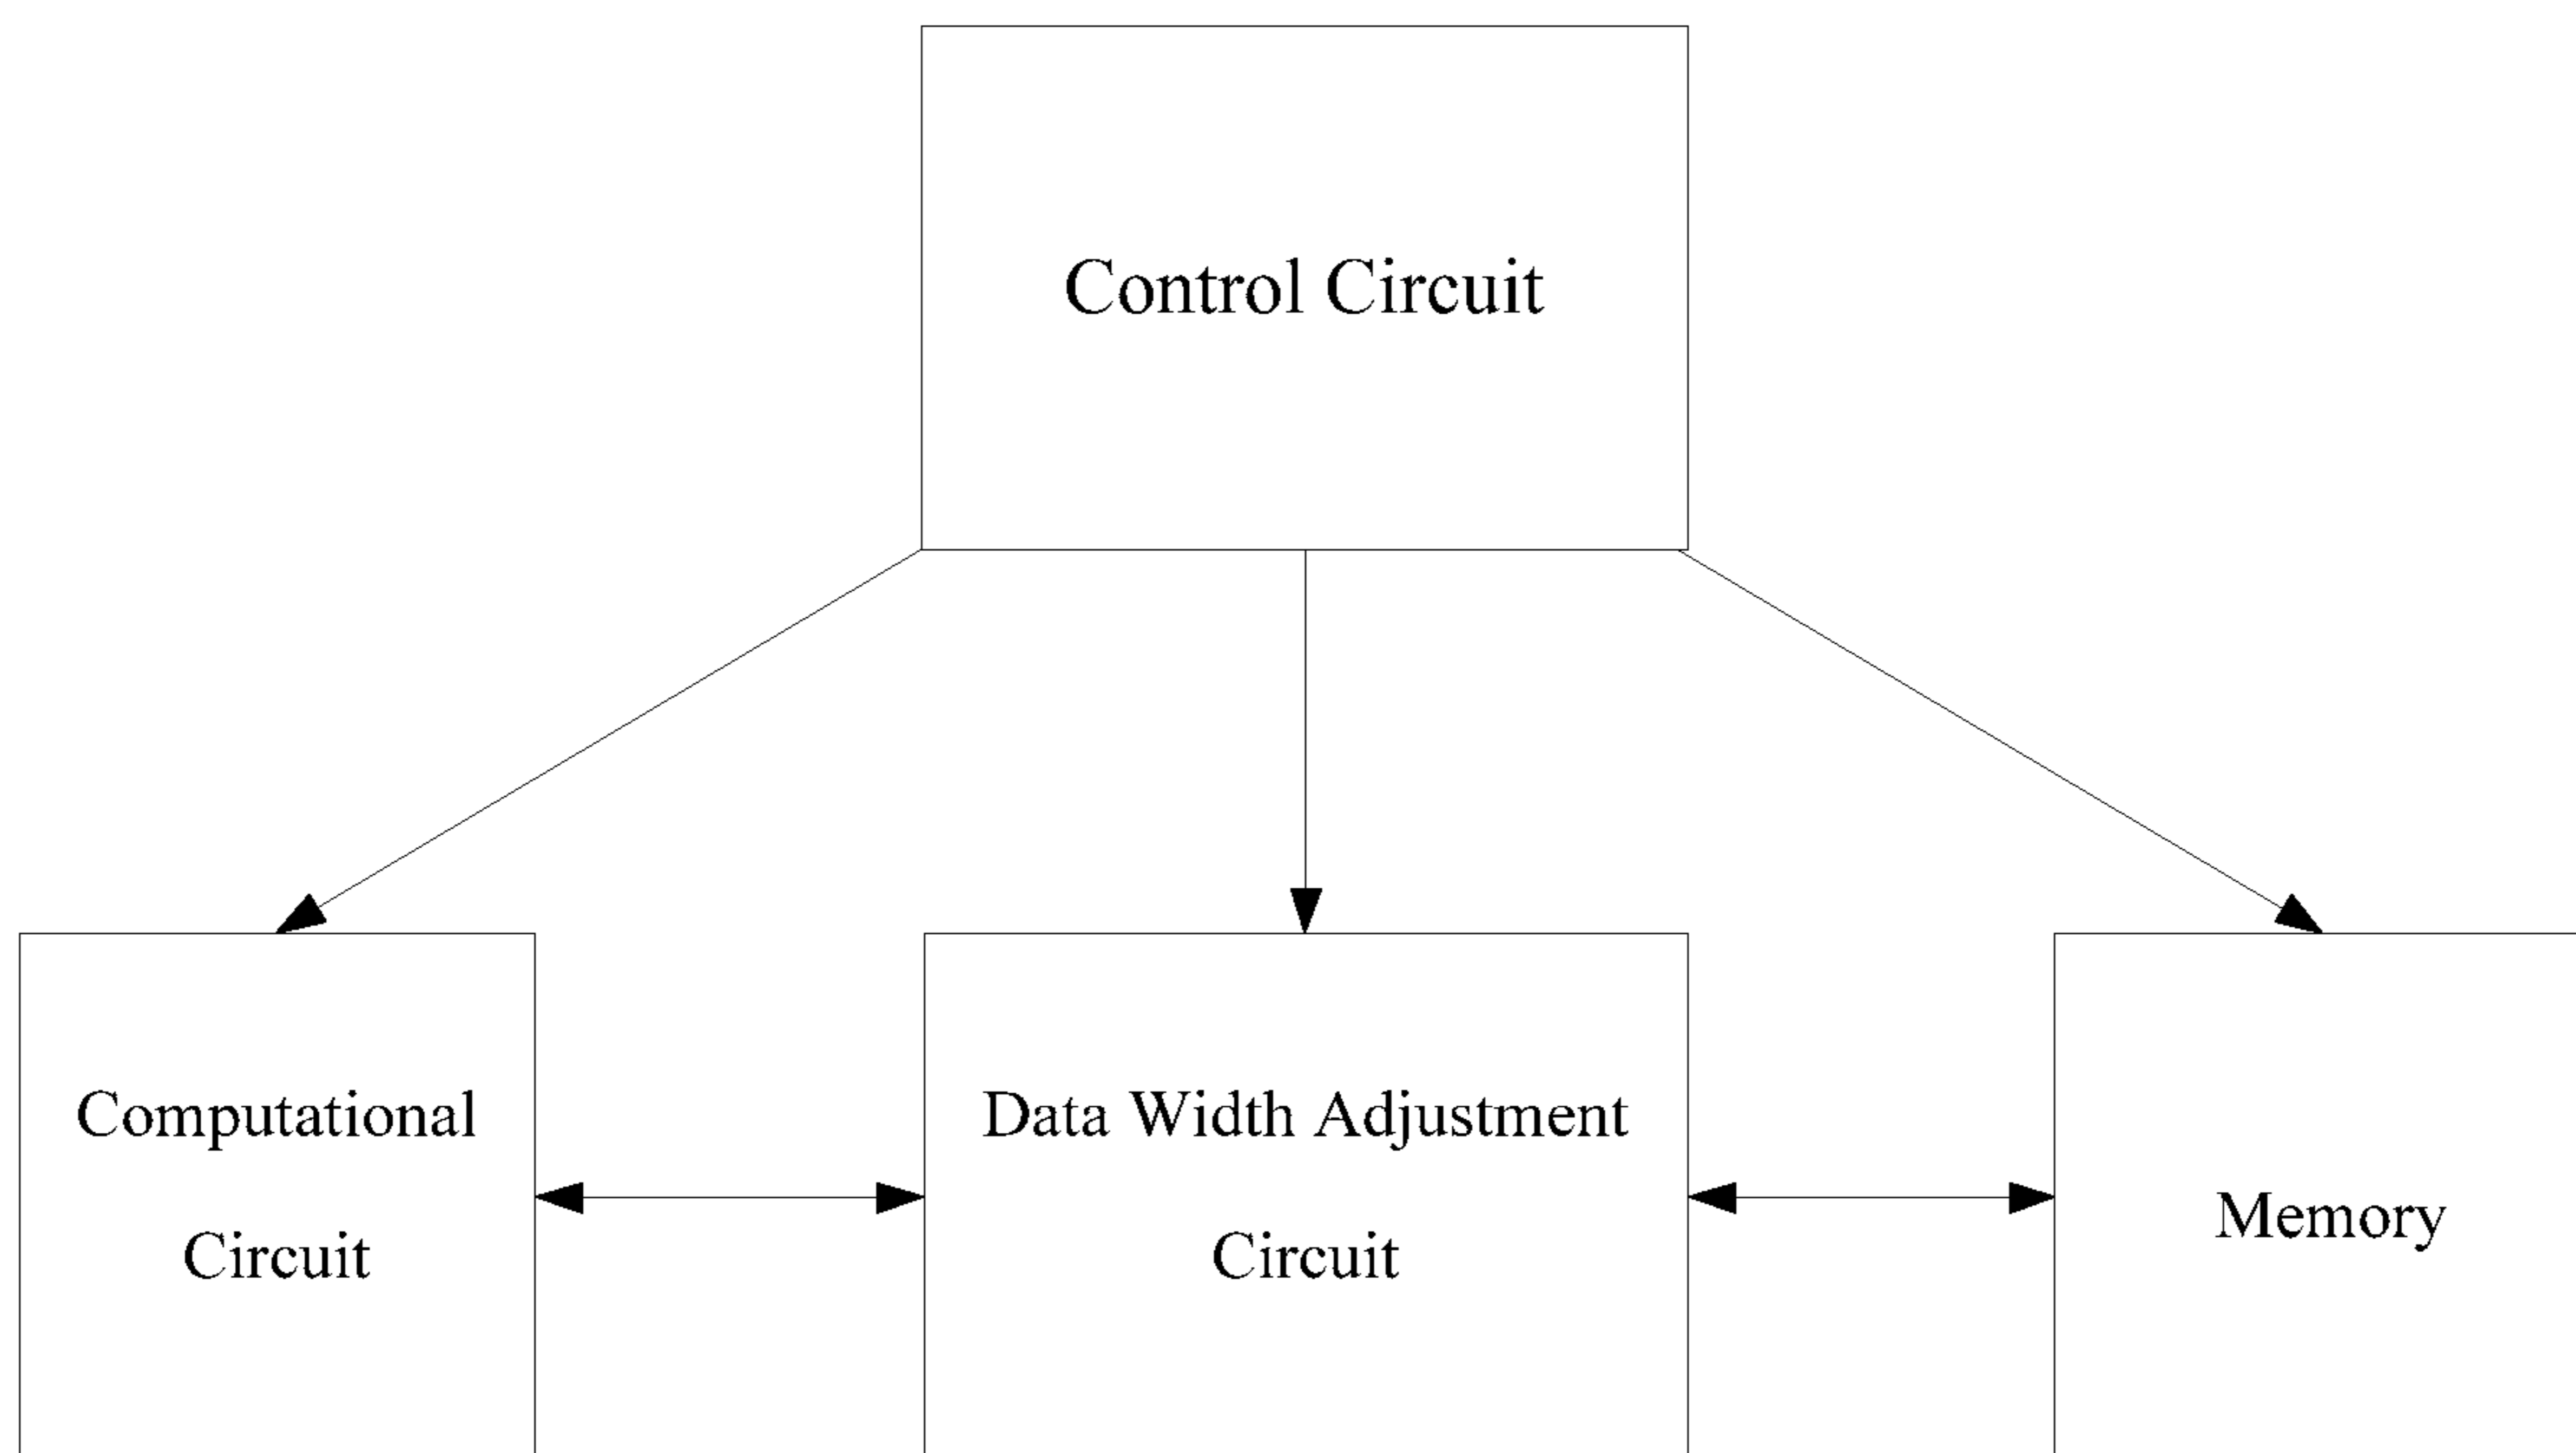 Control Circuit
Computational
Circuit
Data Width Adjustment
Circuit
Memory